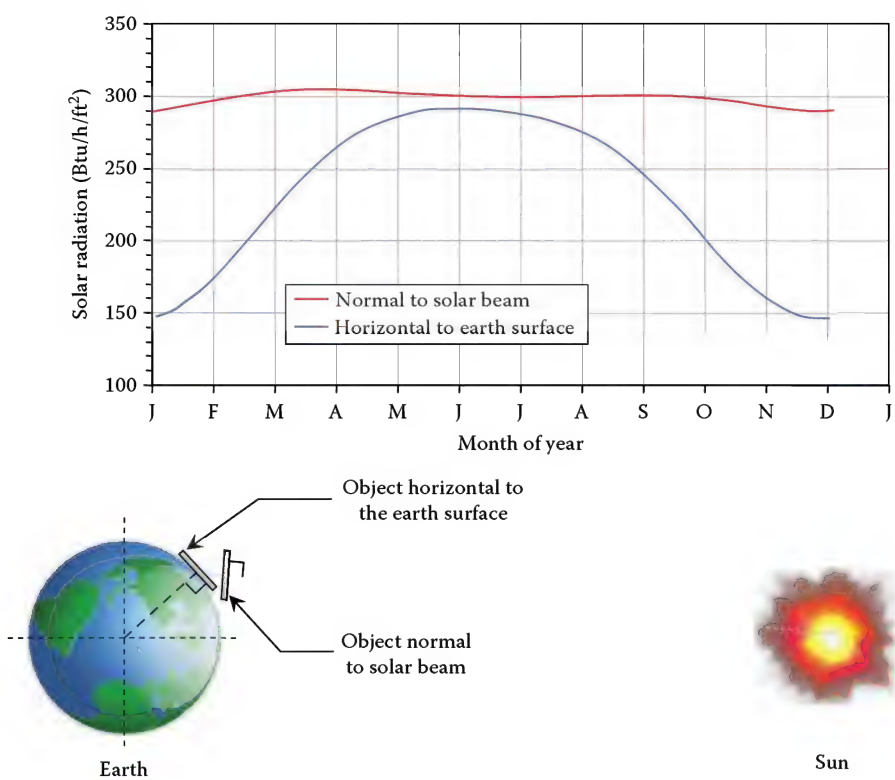 350
300
250
200
150
100
Solar radiation (Btu/h/ft²)
Normal to solar beam
Horizontal to earth surface
J F M A M J J A S O N D J
Month of year
Object horizontal to
the earth surface
Object normal
to solar beam
Earth
Sun